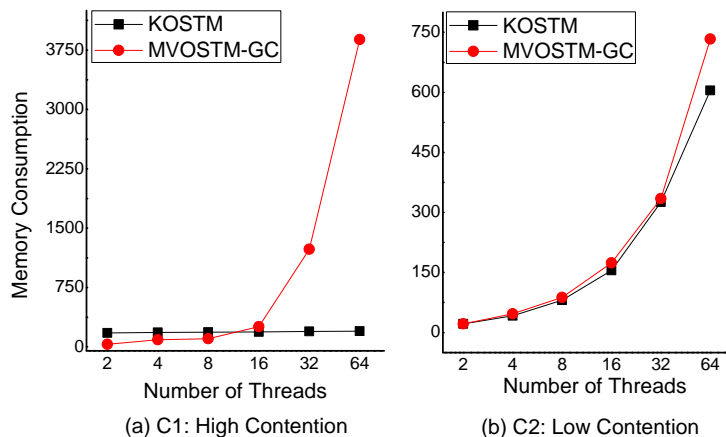 KOSTM
MVOSTM-GC
3750
3000
2250
1500
750
0
Memory Consumption
2 4 8 16 32 64
Number of Threads
(a) C1: High Contention
KOSTM
MVOSTM-GC
750
600
450
300
150
0
2 4 8 16 32 64
Number of Threads
(b) C2: Low Contention